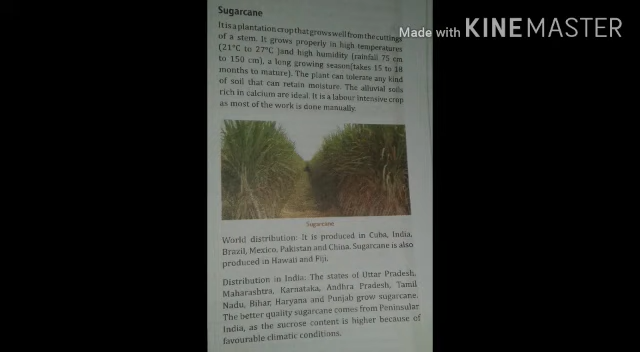 Made with KINEMASTER
Sugarcane
It is a plantation crop that grows well from the cuttings
of a stem. It grows properly in high temperatures
(21°C to 27°C )and high humidity (rainfall 75 cm
to 150 cm), a long growing season(takes 15 to 18
months to mature). The plant can tolerate any kind
of soil that can retain moisture. The alluvial soils
rich in calcium are ideal. It is a labour intensive crop
as most of the work is done manually.
Sugarcane
World distribution: It is produced in Cuba, India,
Brazil, Mexico, Pakistan and China. Sugarcane is also
produced in Hawaii and Fiji.
Distribution in India: The states of Uttar Pradesh,
Maharashtra, Karnataka, Andhra Pradesh, Tamil
Nadu, Bihar, Haryana and Punjab grow sugarcane.
The better quality sugarcane comes from Peninsular
India, as the sucrose content is higher because of
favourable climatic conditions.